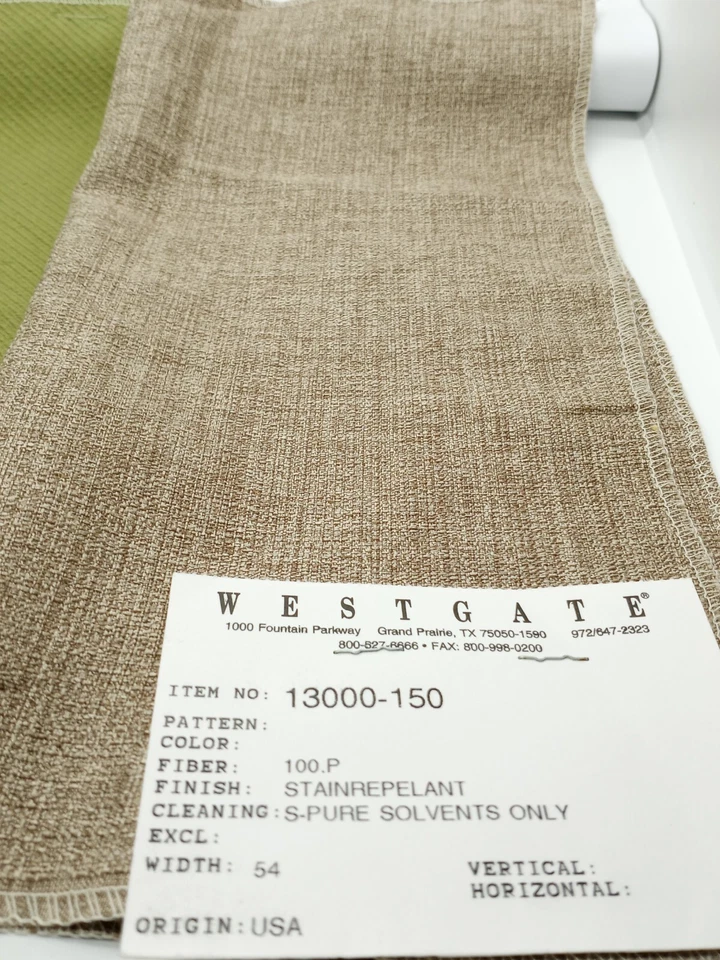 WESTGATE®
1000 Fountain Parkway Grand Prairie, TX 75050-1590 972/647-2323
800-527-6666 • FAX: 800-998-0200
ITEM NO: 13000-150
PATTERN:
COLOR:
FIBER: 100.P
FINISH: STAINREPELANT
CLEANING: S-PURE SOLVENTS ONLY
EXCL:
WIDTH: 54 VERTICAL:
HORIZONTAL:
ORIGIN: USA